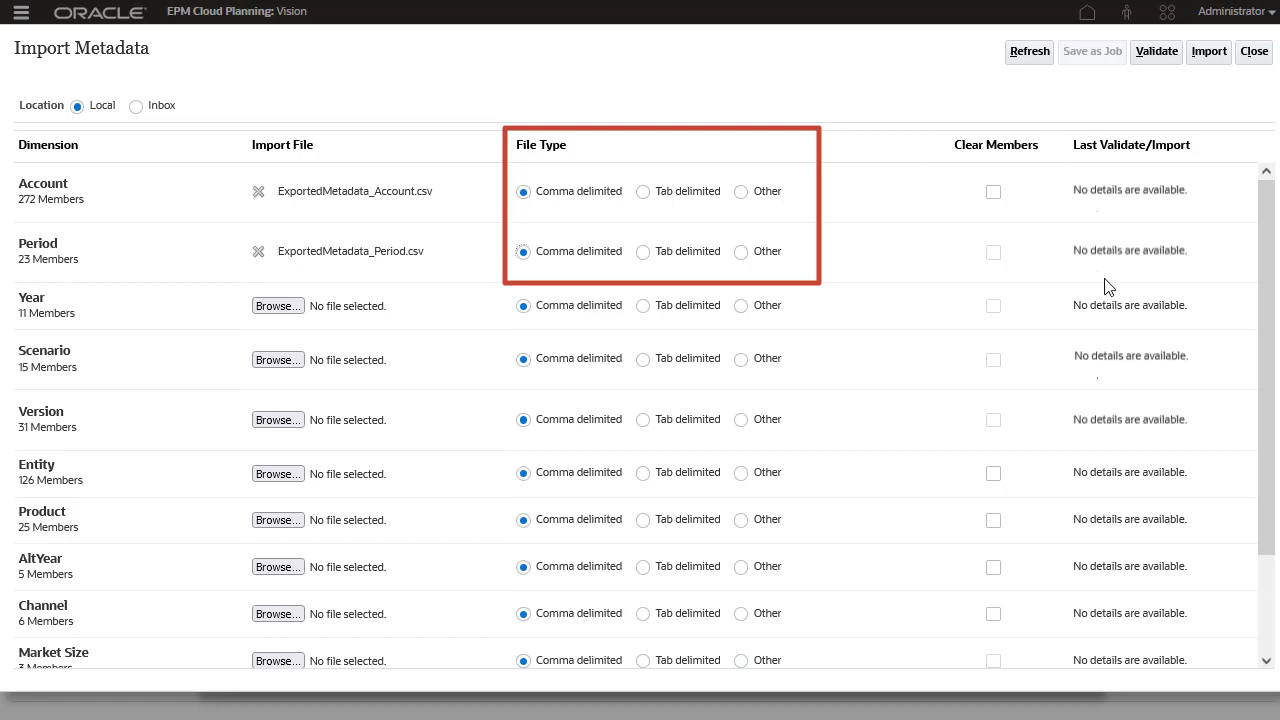 ORACLE® EPM Cloud Planning: Vision Administrator
Import Metadata
Refresh Save as Job Validate Import Close
Location Local Inbox
Dimension Import File File Type Clear Members Last Validate/Import
Account
272 Members
ExportedMetadata_Account.csv Comma delimited Tab delimited Other No details are available.
Period
23 Members
ExportedMetadata_Period.csv Comma delimited Tab delimited Other No details are available.
Year
11 Members
Browse... No file selected. Comma delimited Tab delimited Other No details are available.
Scenario
15 Members
Browse... No file selected. Comma delimited Tab delimited Other No details are available.
Version
31 Members
Browse... No file selected. Comma delimited Tab delimited Other No details are available.
Entity
126 Members
Browse... No file selected. Comma delimited Tab delimited Other No details are available.
Product
25 Members
Browse... No file selected. Comma delimited Tab delimited Other No details are available.
AltYear
5 Members
Browse... No file selected. Comma delimited Tab delimited Other No details are available.
Channel
6 Members
Browse... No file selected. Comma delimited Tab delimited Other No details are available.
Market Size
3 Members
Browse... No file selected. Comma delimited Tab delimited Other No details are available.